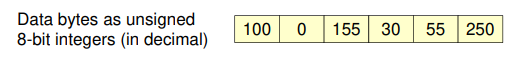 Data bytes as unsigned
8-bit integers (in decimal)
100 0 155 30 55 250